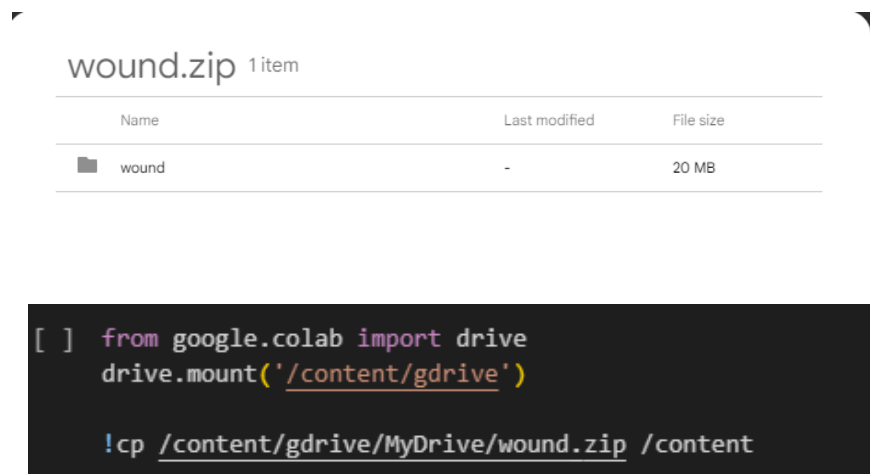 wound.zip 1 item
Name Last modified File size
wound - 20 MB
[ ] from google.colab import drive
drive.mount('/content/gdrive')
!cp /content/gdrive/MyDrive/wound.zip /content